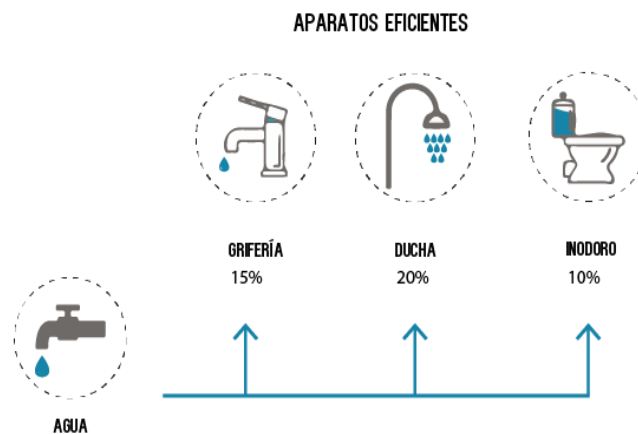 APARATOS EFICIENTES
GRIFERÍA
15%
DUCHA
20%
INODORO
10%
AGUA